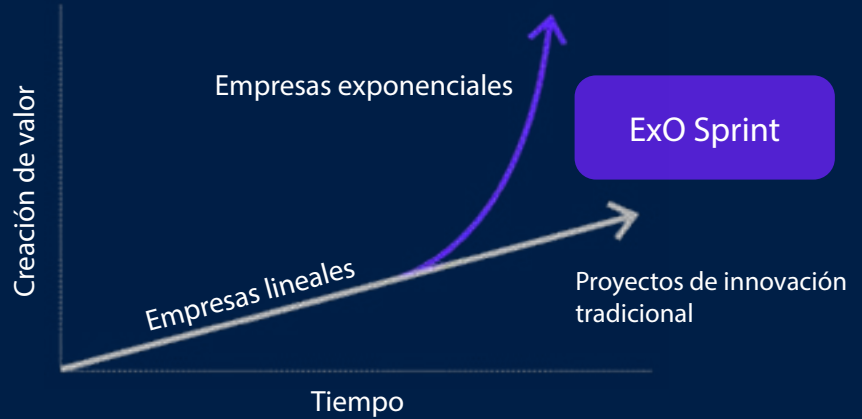 Creación de valor
Empresas exponenciales
ExO Sprint
Empresas lineales
Proyectos de innovación
tradicional
Tiempo